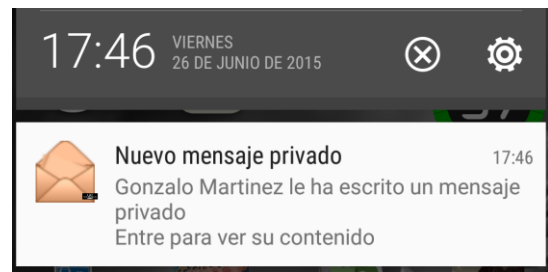 17:46
VIERNES
26 DE JUNIO DE 2015
Nuevo mensaje privado
17:46
Gonzalo Martinez le ha escrito un mensaje
privado
Entre para ver su contenido